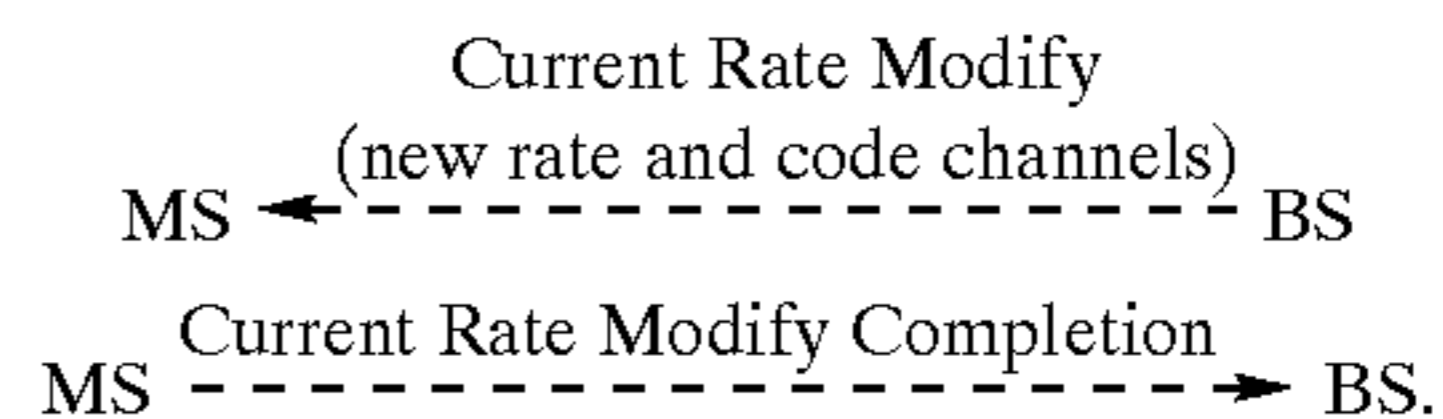 Current Rate Modify
(new rate and code channels)
MS BS
Current Rate Modify Completion
MS BS.